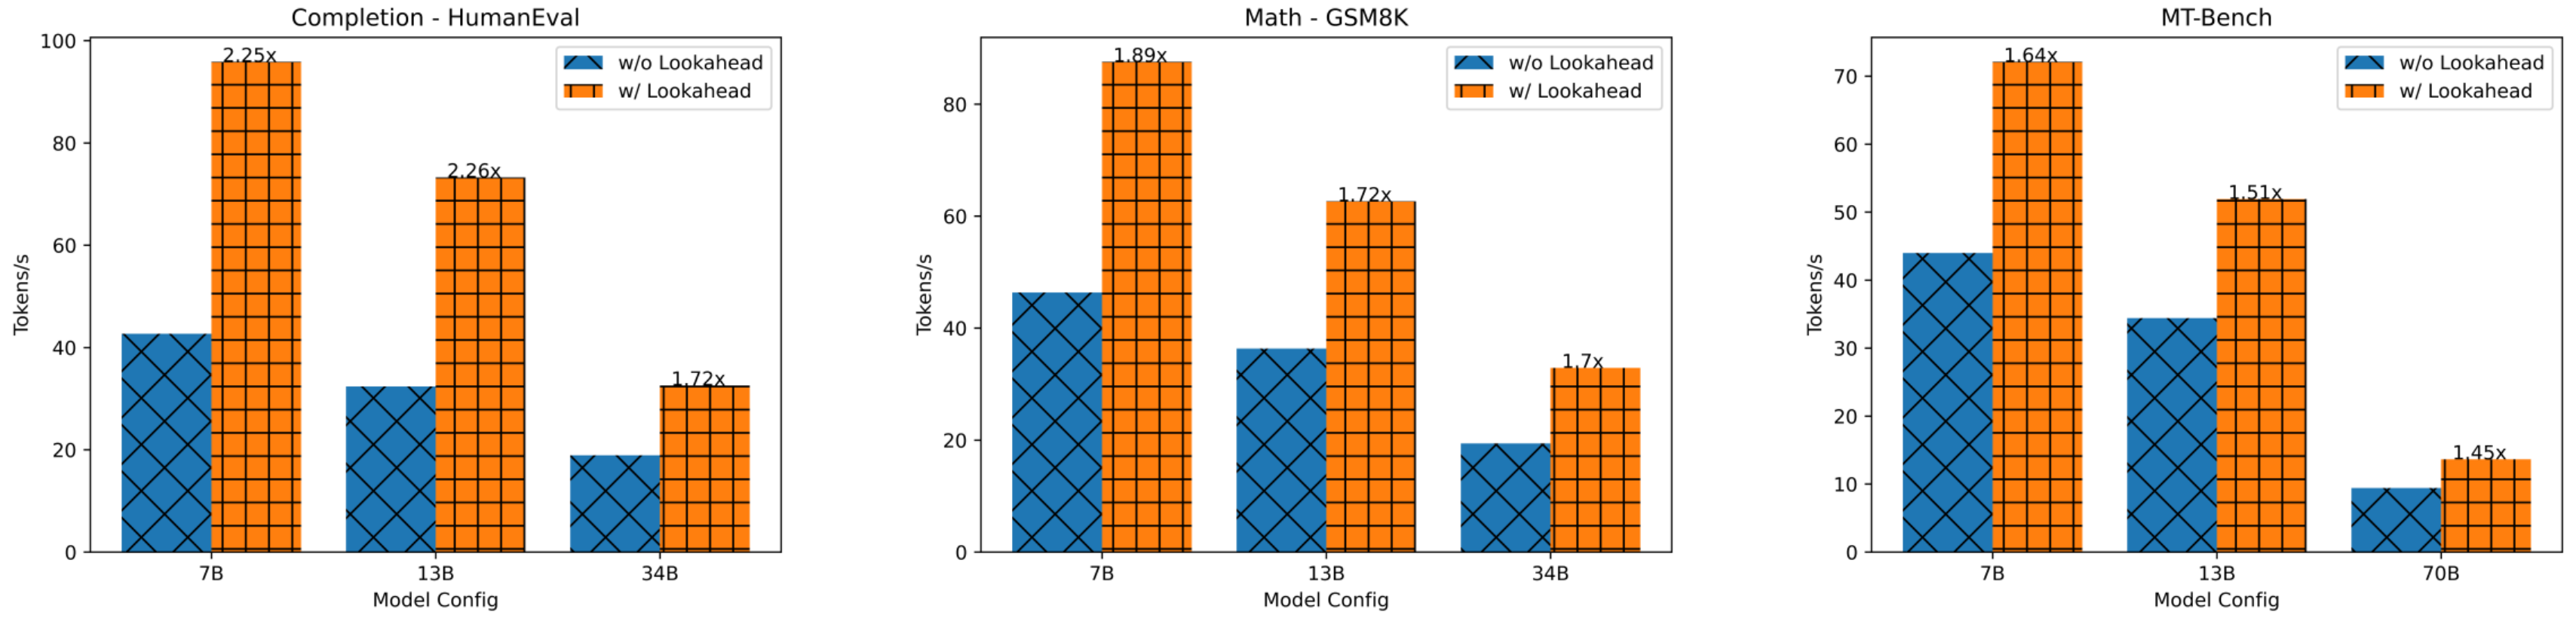 Completion - HumanEval
Tokens/s
100
80
60
40
20
0
2.25x
2.26x
1.72x
w/o Lookahead
w/ Lookahead
7B
13B
34B
Model Config
Math - GSM8K
Tokens/s
80
60
40
20
0
1.89x
1.72x
1.7x
w/o Lookahead
w/ Lookahead
7B
13B
34B
Model Config
MT-Bench
Tokens/s
70
60
50
40
30
20
10
0
1.64x
1.51x
1.45x
w/o Lookahead
w/ Lookahead
7B
13B
70B
Model Config